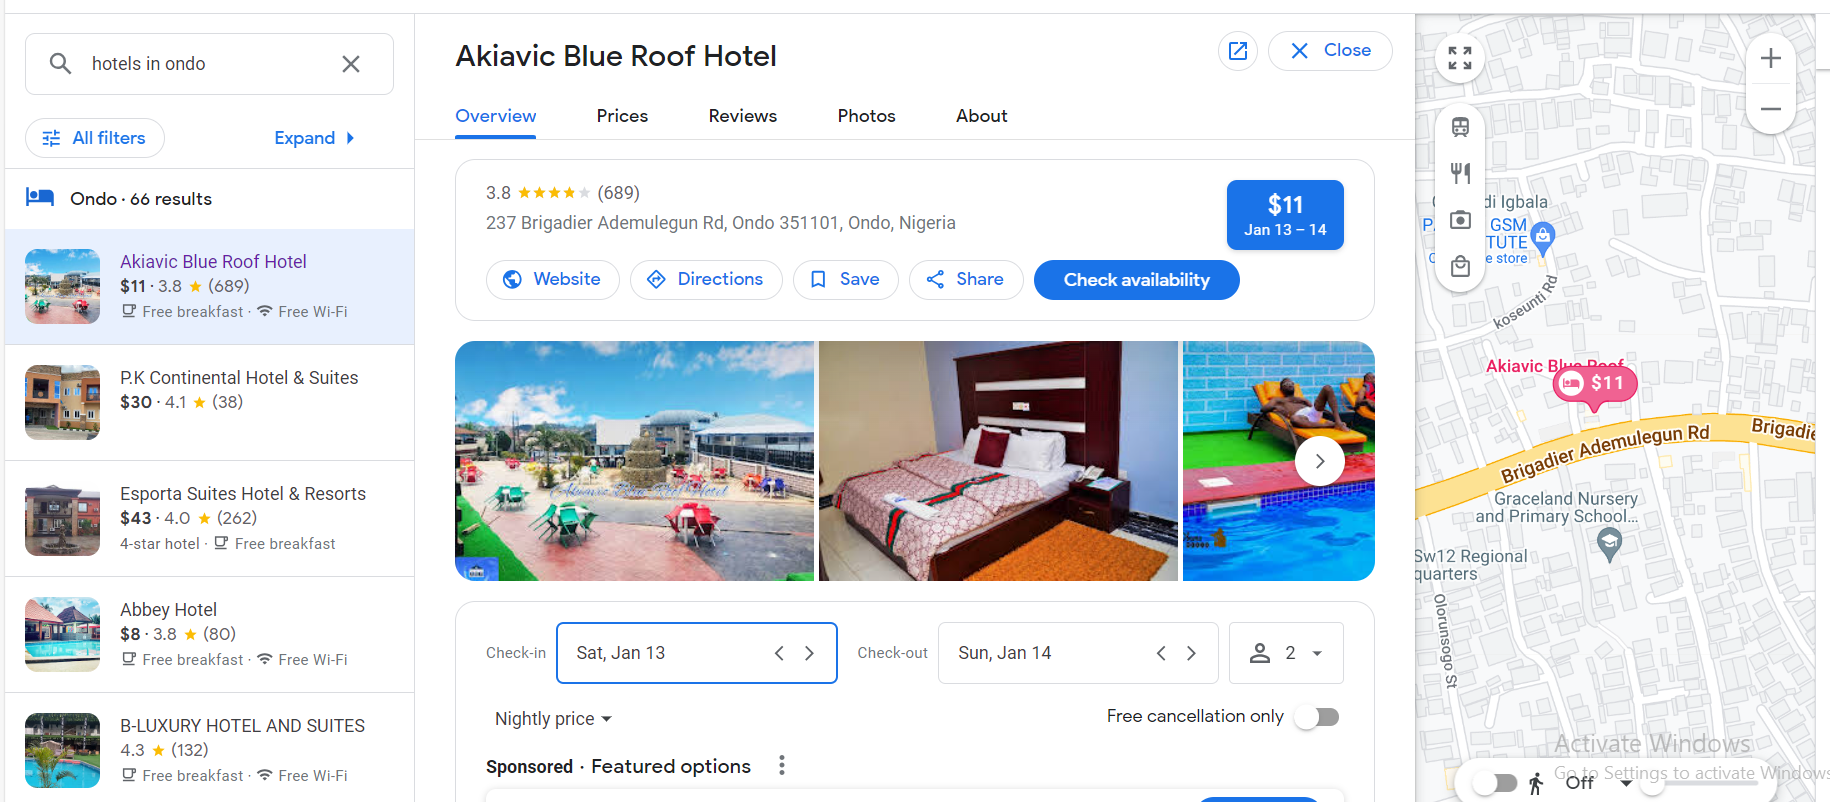 hotels in ondo
All filters
Expand
Ondo · 66 results
Akiavic Blue Roof Hotel
$11 · 3.8 (689)
Free breakfast · Free Wi-Fi
P.K Continental Hotel & Suites
$30 · 4.1 (38)
Esporta Suites Hotel & Resorts
$43 · 4.0 (262)
4-star hotel · Free breakfast
Abbey Hotel
$8 · 3.8 (80)
Free breakfast · Free Wi-Fi
B-LUXURY HOTEL AND SUITES
4.3 (132)
Free breakfast · Free Wi-Fi
Akiavic Blue Roof Hotel
Close
Overview
Prices
Reviews
Photos
About
3.8 (689)
237 Brigadier Ademulegun Rd, Ondo 351101, Ondo, Nigeria
$11
Jan 13 – 14
Website
Directions
Save
Share
Check availability
Akiavic Blue Roof Hotel
Check-in
Sat, Jan 13
Check-out
Sun, Jan 14
2
Nightly price
Free cancellation only
Sponsored · Featured options
di Igbala
GSM
TUTE
e store
koseunti Rd
Akiavic Blue Roof
$11
Brigadier Ademulegun Rd
Brigadie
Graceland Nursery
and Primary School...
Sw12 Regional
quarters
Olorunsogo St
Activate Windows
Go to Settings to activate Windows
Off